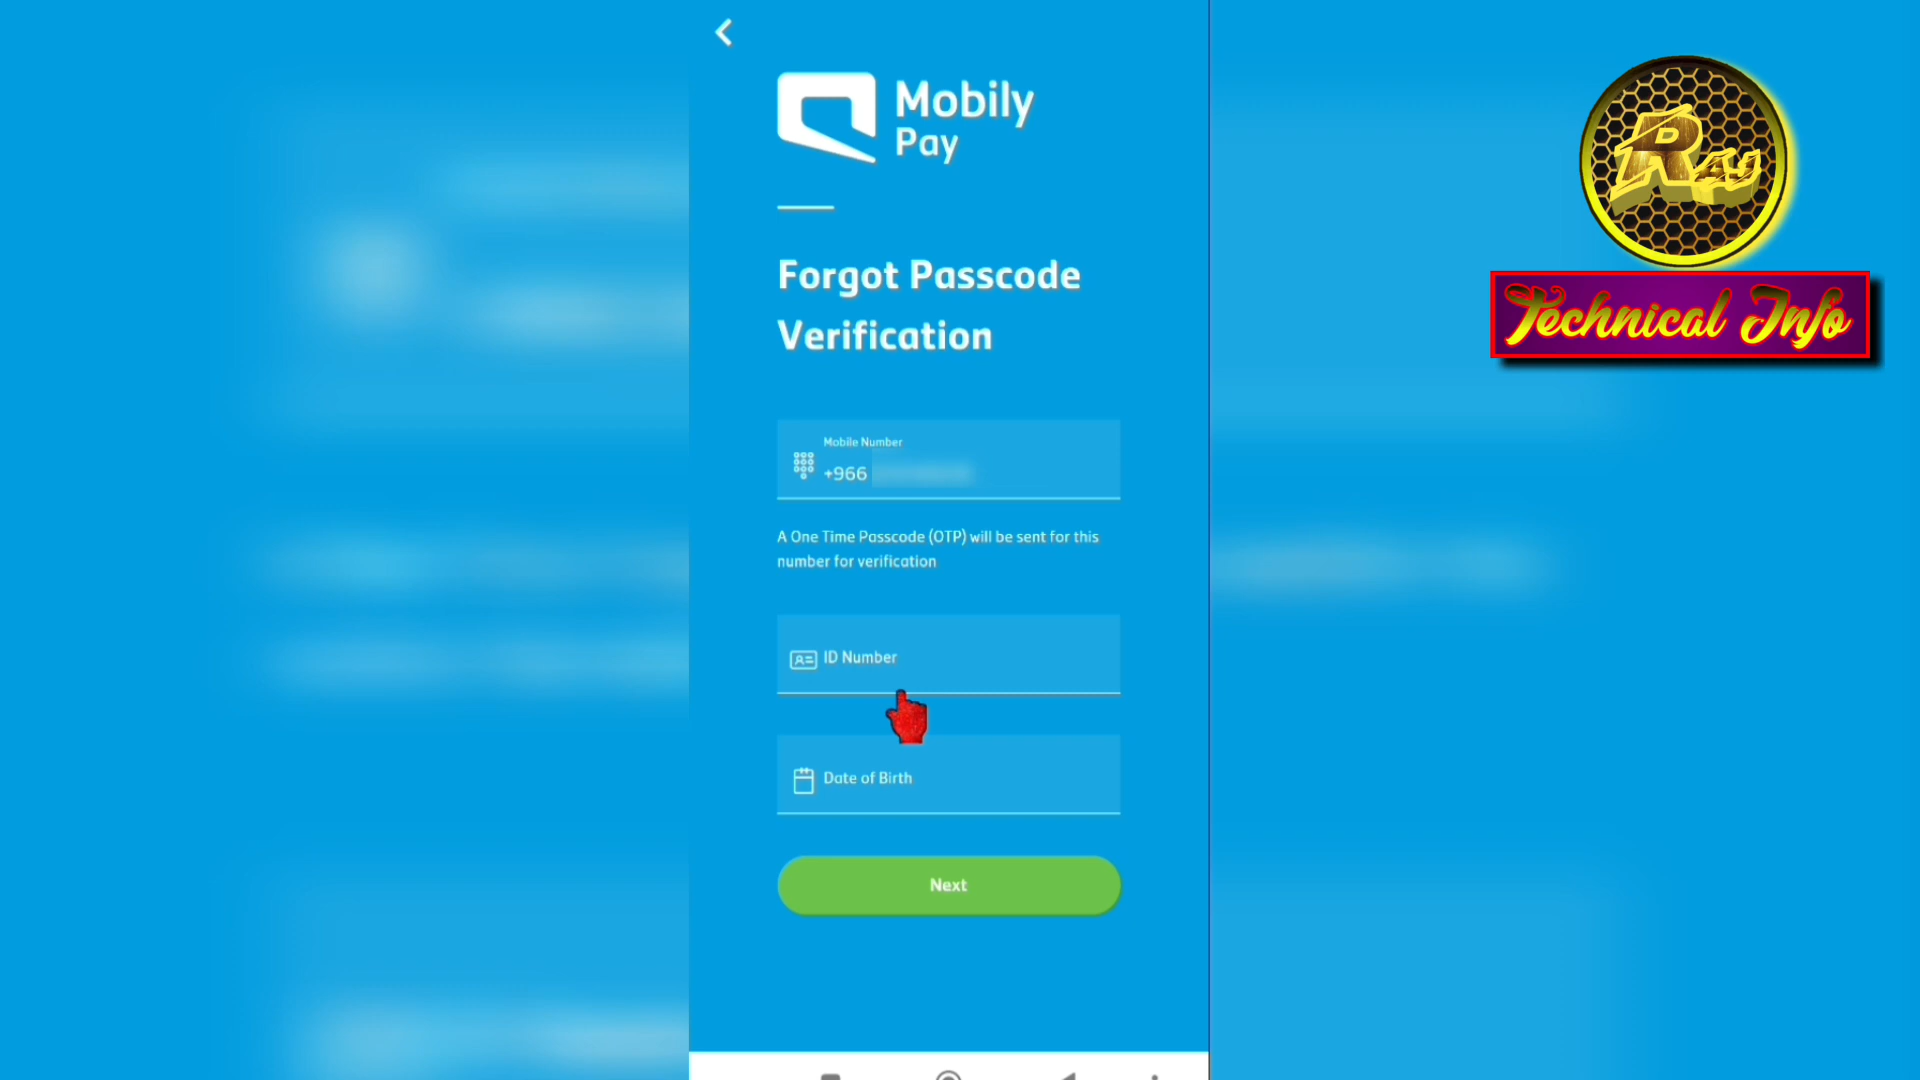 Mobily
Pay
Forgot Passcode
Verification
Mobile Number
+966
A One Time Passcode (OTP) will be sent for this
number for verification
ID Number
Date of Birth
Next
Ray
Technical Info